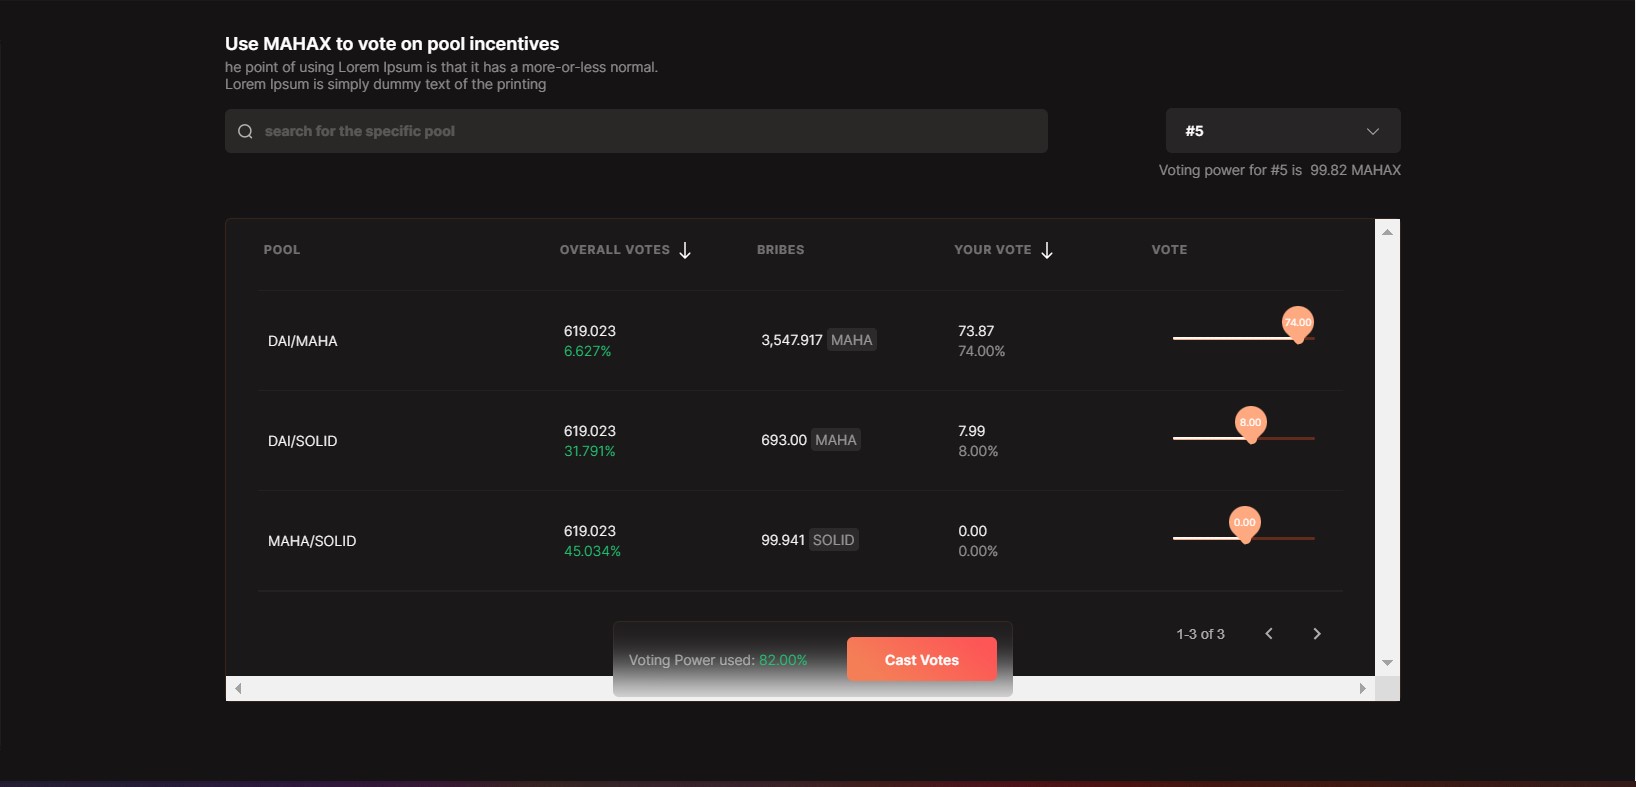 Use MAHAX to vote on pool incentives
he point of using Lorem Ipsum is that it has a more-or-less normal.
Lorem Ipsum is simply dummy text of the printing
search for the specific pool
#5
Voting power for #5 is 99.82 MAHAX
POOL OVERALL VOTES BRIBES YOUR VOTE VOTE
DAI/MAHA
619.023
6.627%
3,547.917 MAHA
73.87
74.00%
74.00
DAI/SOLID
619.023
31.791%
693.00 MAHA
7.99
8.00%
8.00
MAHA/SOLID
619.023
45.034%
99.941 SOLID
0.00
0.00%
0.00
1-3 of 3
Voting Power used: 82.00%
Cast Votes